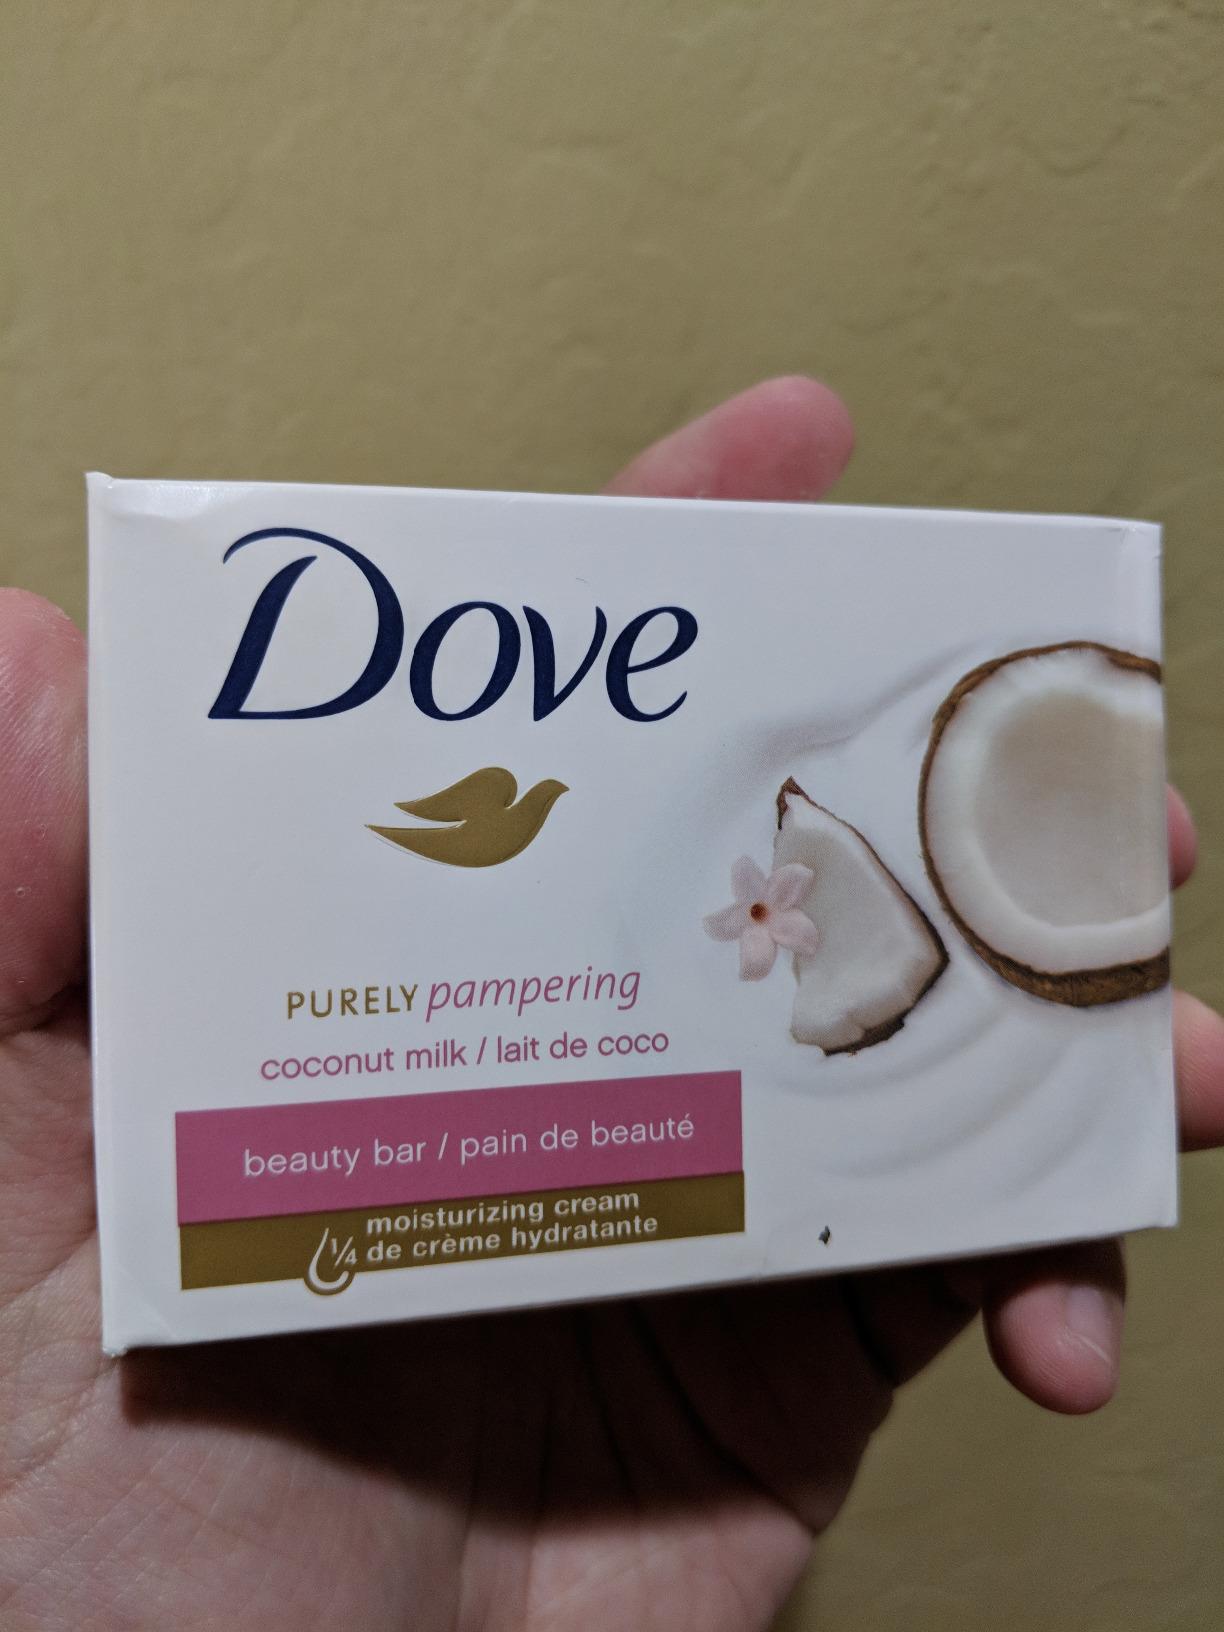 Dove
PURELY pampering
coconut milk / lait de coco
beauty bar / pain de beauté
moisturizing cream
1/4 de crème hydratante